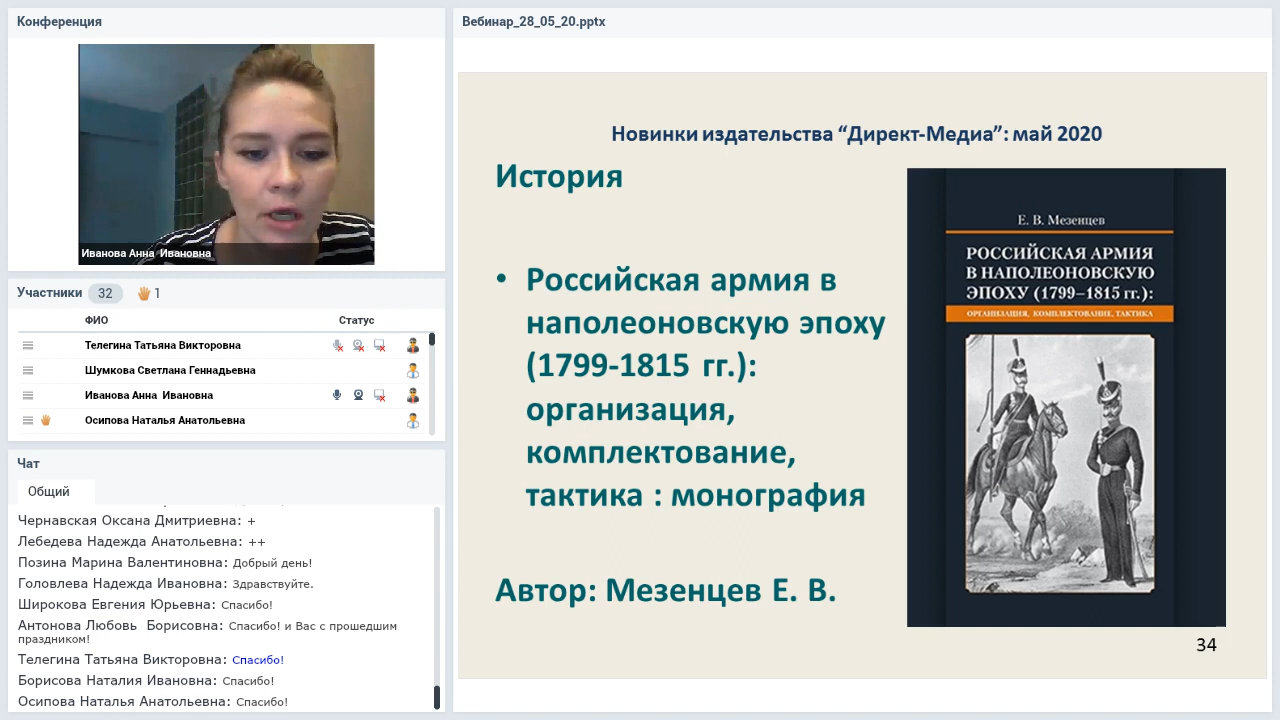 Конференция
Иванова Анна  Ивановна
Участники 32 1
ФИО Статус
Телегина Татьяна Викторовна
Шумкова Светлана Геннадьевна
Иванова Анна  Ивановна
Осипова Наталья Анатольевна
Чат
Общий
Чернавская Оксана Дмитриевна: +
Лебедева Надежда Анатольевна: ++
Позина Марина Валентиновна: Добрый день!
Головлева Надежда Ивановна: Здравствуйте.
Широкова Евгения Юрьевна: Спасибо!
Антонова Любовь  Борисовна: Спасибо! и Вас с прошедшим
праздником!
Телегина Татьяна Викторовна: Спасибо!
Борисова Наталия Ивановна: Спасибо!
Осипова Наталья Анатольевна: Спасибо!
Вебинар_28_05_20.pptx
Новинки издательства “Директ-Медиа”: май 2020
История
• Российская армия в
наполеоновскую эпоху
(1799-1815 гг.):
организация,
комплектование,
тактика : монография
Автор: Мезенцев Е. В.
Е. В. Мезенцев
РОССИЙСКАЯ АРМИЯ
В НАПОЛЕОНОВСКУЮ
ЭПОХУ (1799–1815 гг.):
ОРГАНИЗАЦИЯ, КОМПЛЕКТОВАНИЕ, ТАКТИКА
34